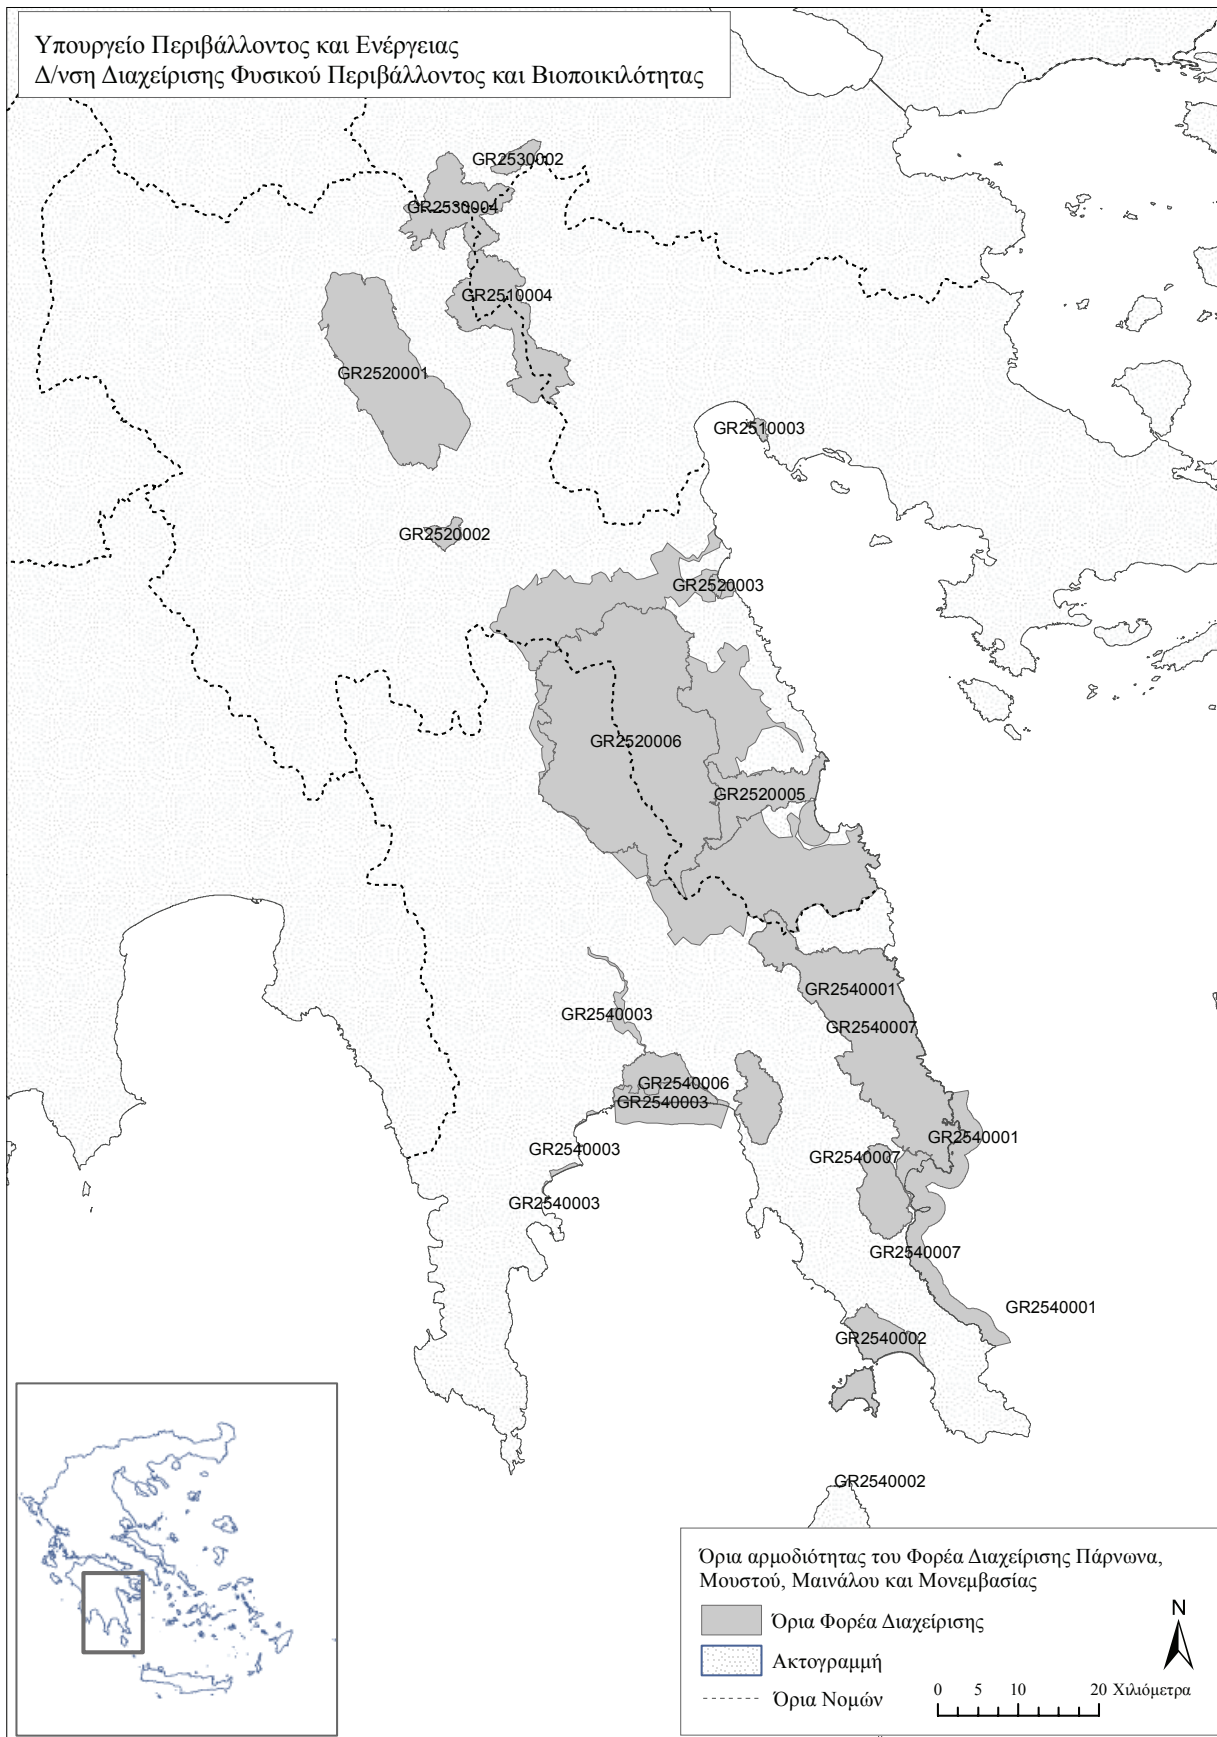 Υπουργείο Περιβάλλοντος και Ενέργειας
Δ/νση Διαχείρισης Φυσικού Περιβάλλοντος και Βιοποικιλότητας
GR2530002
GR2530004
GR2510004
GR2520001
GR2510003
GR2520002
GR2520003
GR2520006
GR2520005
GR2540001
GR2540003
GR2540007
GR2540006
GR2540003
GR2540001
GR2540003
GR2540007
GR2540003
GR2540007
GR2540001
GR2540002
GR2540002
Όρια αρμοδιότητας του Φορέα Διαχείρισης Πάρνωνα,
Μουστού, Μαινάλου και Μονεμβασίας
Όρια Φορέα Διαχείρισης
Ακτογραμμή
Όρια Νομών
N
0 5 10 20 Χιλιόμετρα